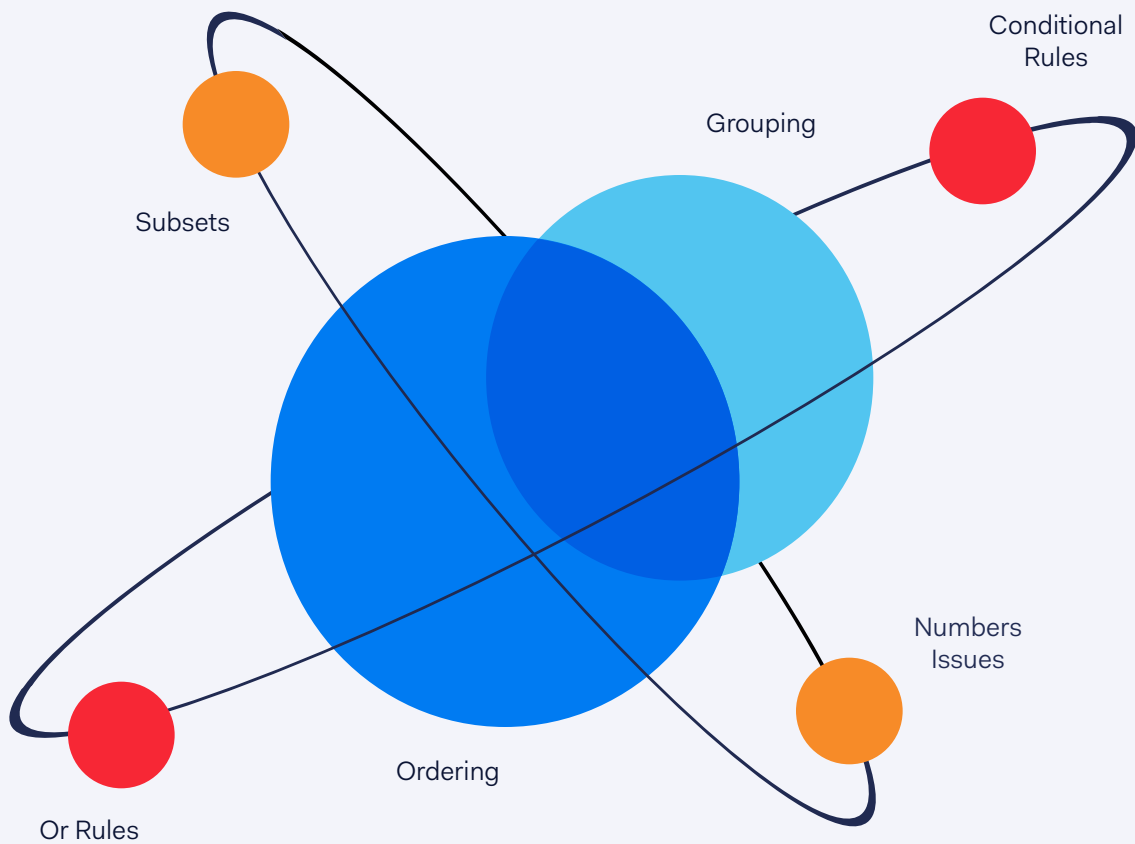 Conditional
Rules
Grouping
Subsets
Numbers
Issues
Ordering
Or Rules